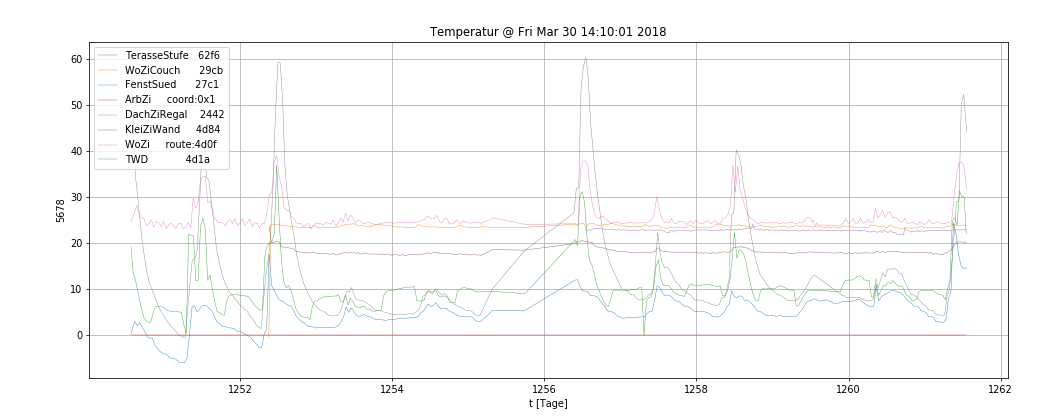 Temperatur @ Fri Mar 30 14:10:01 2018
60
50
40
30
20
10
0
5678
TerasseStufe 62f6
WoZiCouch 29cb
FenstSued 27c1
ArbZi coord:0x1
DachZiRegal 2442
KleiZiWand 4d84
WoZi route:4d0f
TWD 4d1a
1252 1254 1256 1258 1260 1262
t [Tage]